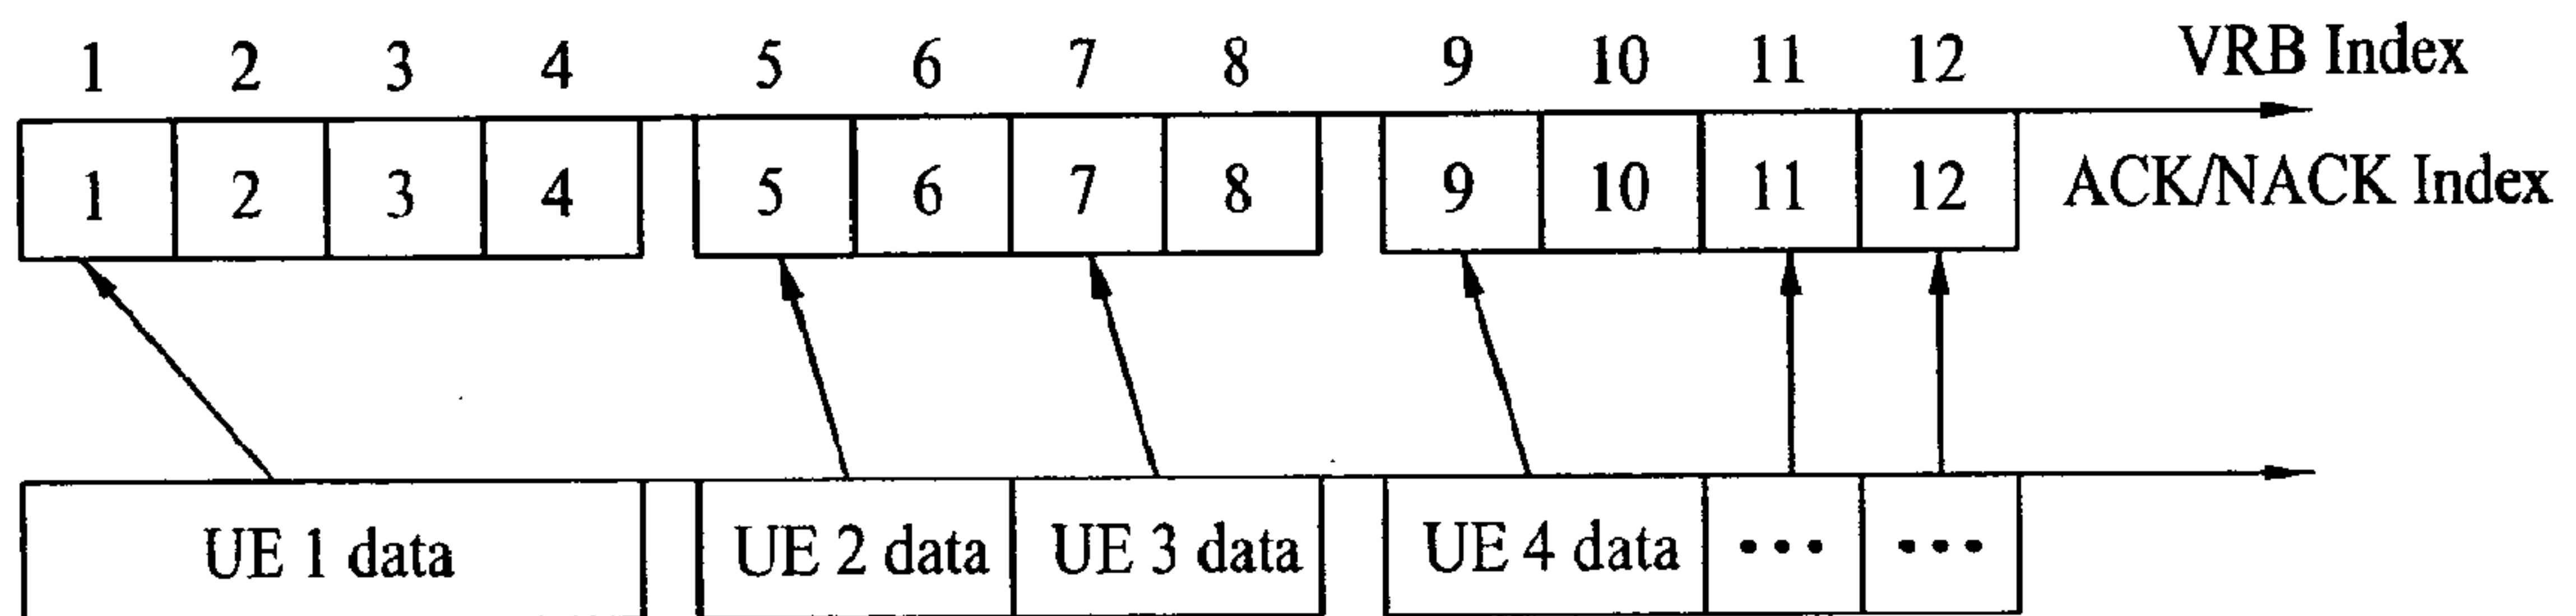 1 2 3 4 5 6 7 8 9 10 11 12 VRB Index
1 2 3 4 5 6 7 8 9 10 11 12 ACK/NACK Index
UE 1 data UE 2 data UE 3 data UE 4 data ••• •••